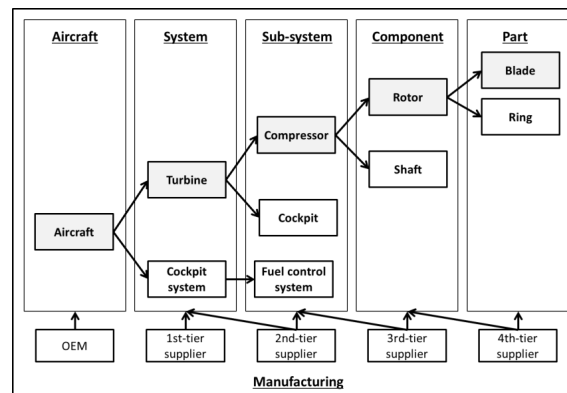 Aircraft
System
Sub-system
Component
Part
Blade
Rotor
Ring
Compressor
Turbine
Shaft
Cockpit
Aircraft
Cockpit
system
Fuel control
system
OEM
1st-tier
supplier
2nd-tier
supplier
3rd-tier
supplier
4th-tier
supplier
Manufacturing